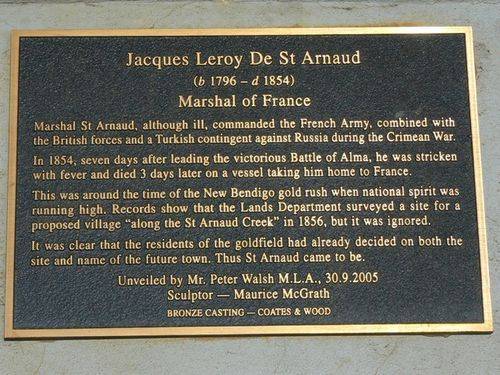 Jacques Leroy De St Arnaud
(b 1796 – d 1854)
Marshal of France
Marshal St Arnaud, although ill, commanded the French Army, combined with
the British forces and a Turkish contingent against Russia during the Crimean War.
In 1854, seven days after leading the victorious Battle of Alma, he was stricken
with fever and died 3 days later on a vessel taking him home to France.
This was around the time of the New Bendigo gold rush when national spirit was
running high. Records show that the Lands Department surveyed a site for a
proposed village "along the St Arnaud Creek" in 1856, but it was ignored.
It was clear that the residents of the goldfield had already decided on both the
site and name of the future town. Thus St Arnaud came to be.
Unveiled by Mr. Peter Walsh M.L.A., 30.9.2005
Sculptor — Maurice McGrath
BRONZE CASTING — COATES & WOOD